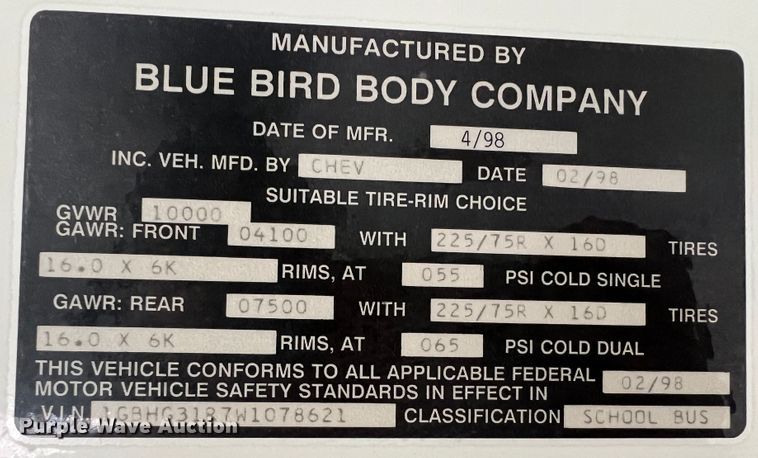 MANUFACTURED BY
BLUE BIRD BODY COMPANY
DATE OF MFR. 4/98
INC. VEH. MFD. BY CHEV DATE 02/98
SUITABLE TIRE-RIM CHOICE
GVWR 10000
GAWR: FRONT 04100 WITH 225/75R X 16D TIRES
16.0 X 6K RIMS, AT 055 PSI COLD SINGLE
GAWR: REAR 07500 WITH 225/75R X 16D TIRES
16.0 X 6K RIMS, AT 065 PSI COLD DUAL
THIS VEHICLE CONFORMS TO ALL APPLICABLE FEDERAL
MOTOR VEHICLE SAFETY STANDARDS IN EFFECT IN 02/98
V.I.N. 1GBHG31R7W1078621 CLASSIFICATION SCHOOL BUS
Purple Wave Auction